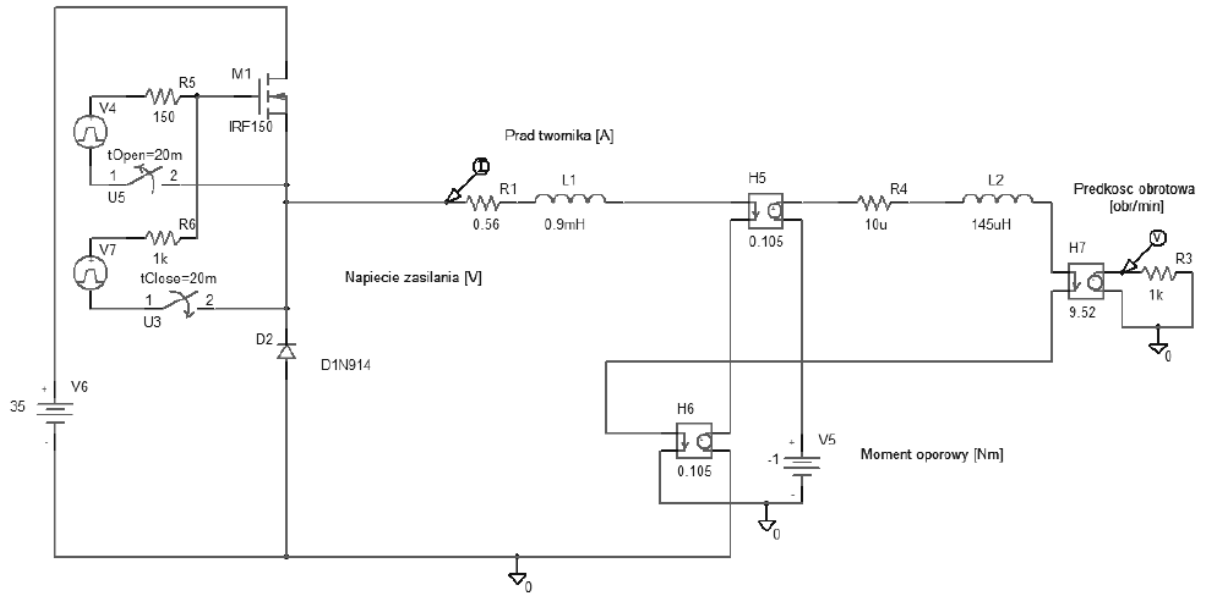 M1
R5
V4
150
IRF150
tOpen=20m
1 2
U5
R6
V7
1k
tClose=20m
1 2
U3
D2
D1N914
+ V6
35
-
Prad twornika [A]
I
R1
0.56
L1
0.9mH
Napiecie zasilania [V]
H5
0.105
R4
10u
L2
145uH
Predkosc obrotowa
[obr/min]
V
H7
9.52
R3
1k
0
H6
0.105
+ V5
-1
-
Moment oporowy [Nm]
0
0